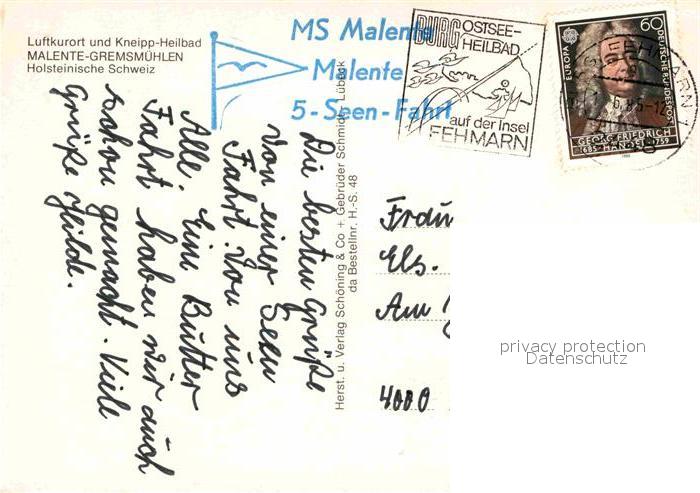 Luftkurort und Kneipp-Heilbad
MALENTE-GREMSMÜHLEN
Holsteinische Schweiz
MS Malente
Malente
5-Seen-Fahrt
BURG OSTSEE-
HEILBAD
auf der Insel
FEHMARN
60
EUROPA
DEUTSCHE BUNDESPOST
GEORG FRIEDRICH
1685 HÄNDEL 1759
FEHMARN 1
Die besten Grüße
von einer Seen
Fahrt. Von uns
Alle. Eine Butter
Fahrt haben wir auch
schon gemacht. Viele
Grüße Hilde.
Herst. u. Verlag Schöning & Co + Gebrüder Schmidt, Lübeck
da Bestellnr. H.-S. 48
Frau
Els.
Am
4000
privacy protection
Datenschutz